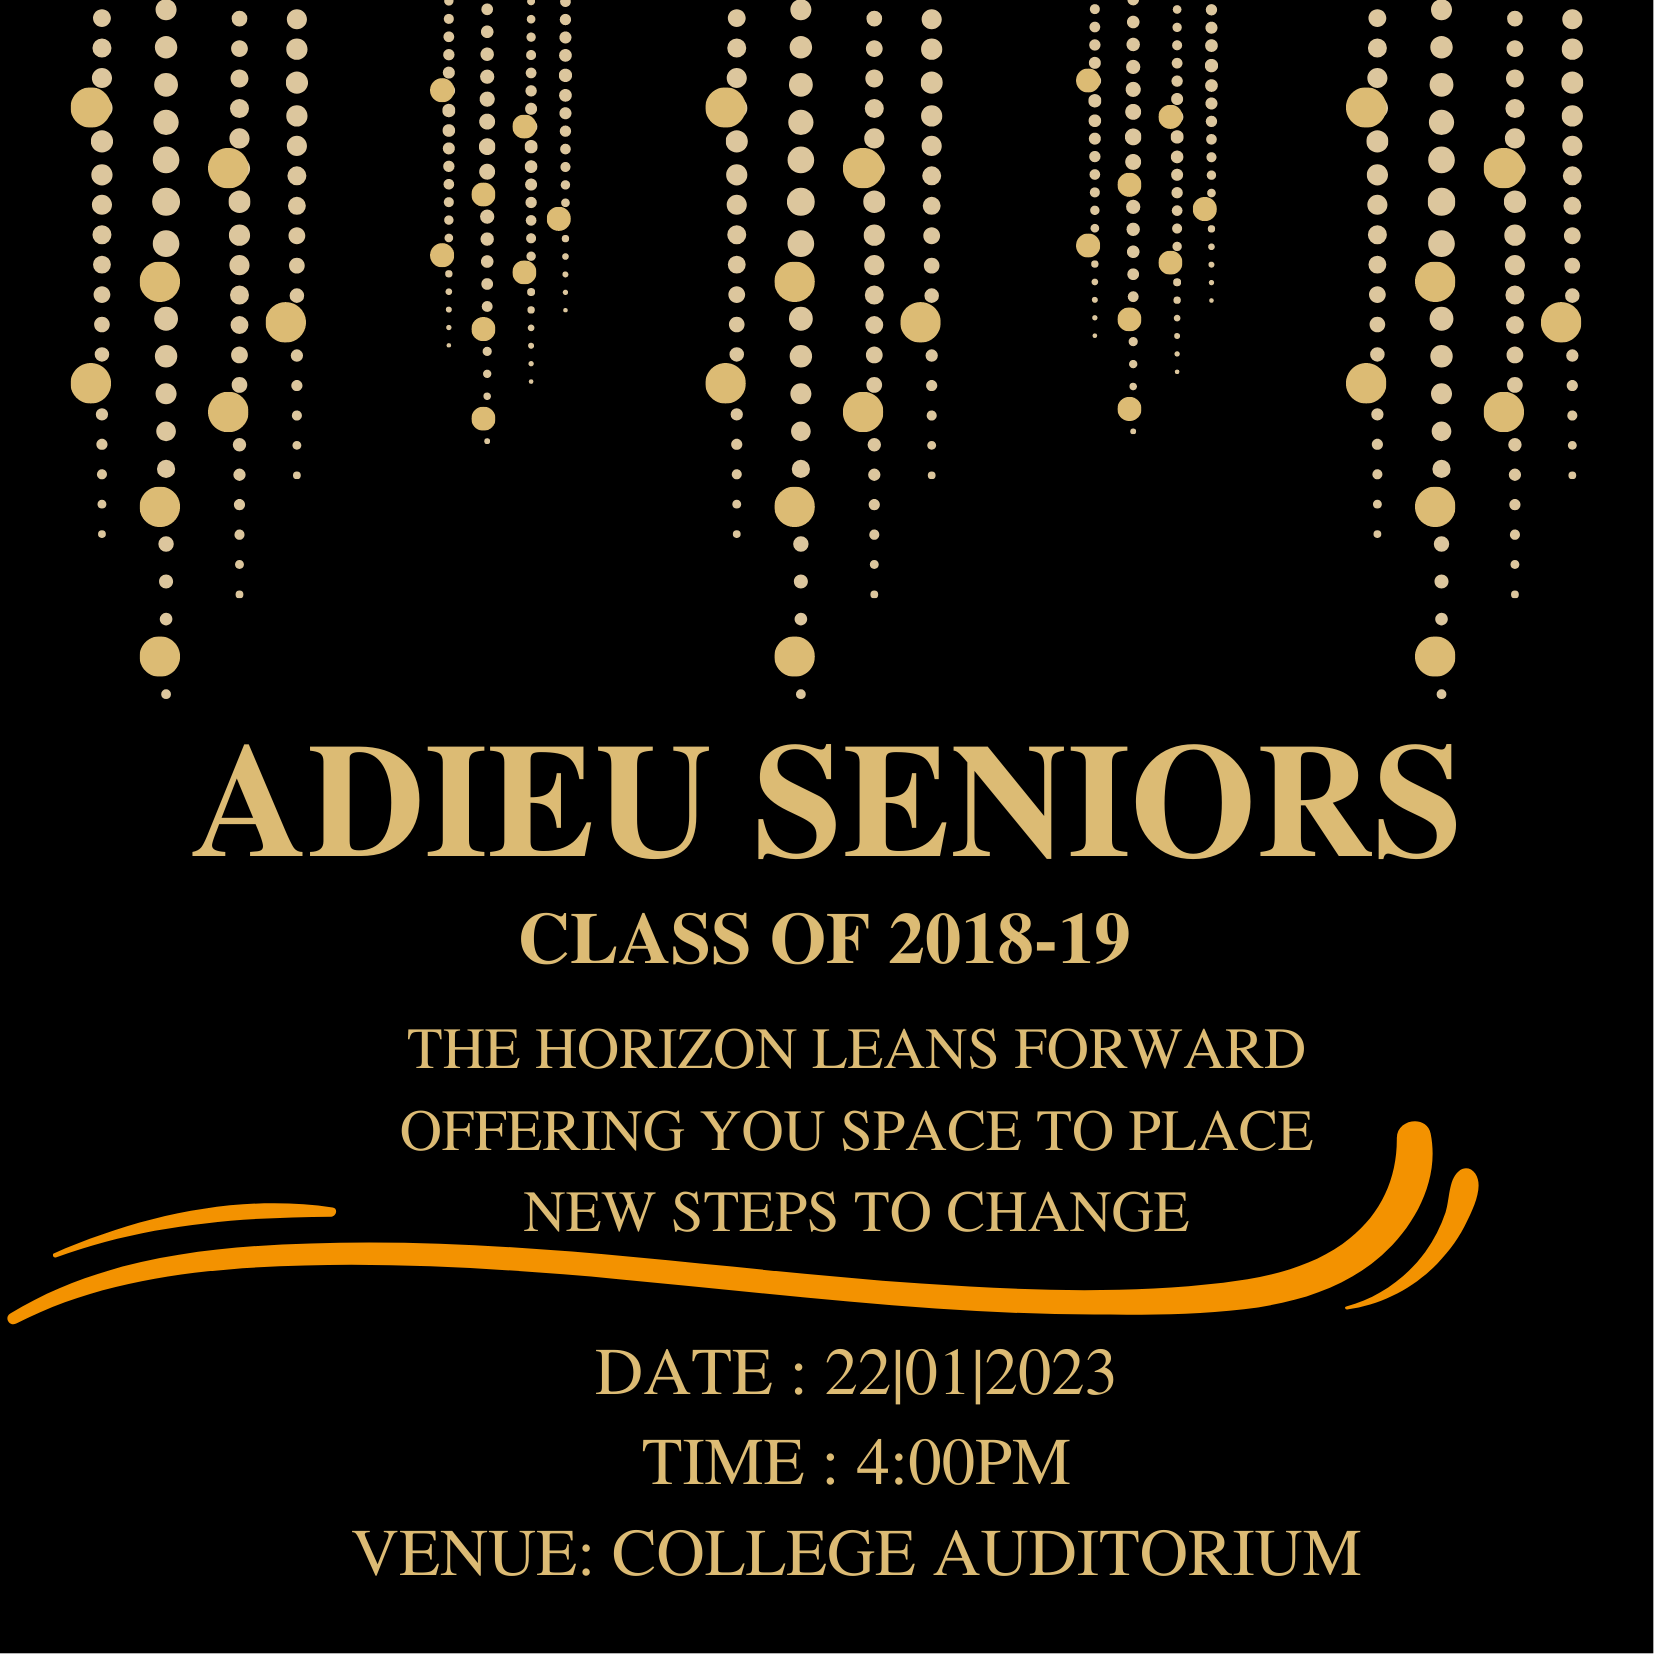 ADIEU SENIORS
CLASS OF 2018-19
THE HORIZON LEANS FORWARD
OFFERING YOU SPACE TO PLACE
NEW STEPS TO CHANGE
DATE : 22|01|2023
TIME : 4:00PM
VENUE: COLLEGE AUDITORIUM